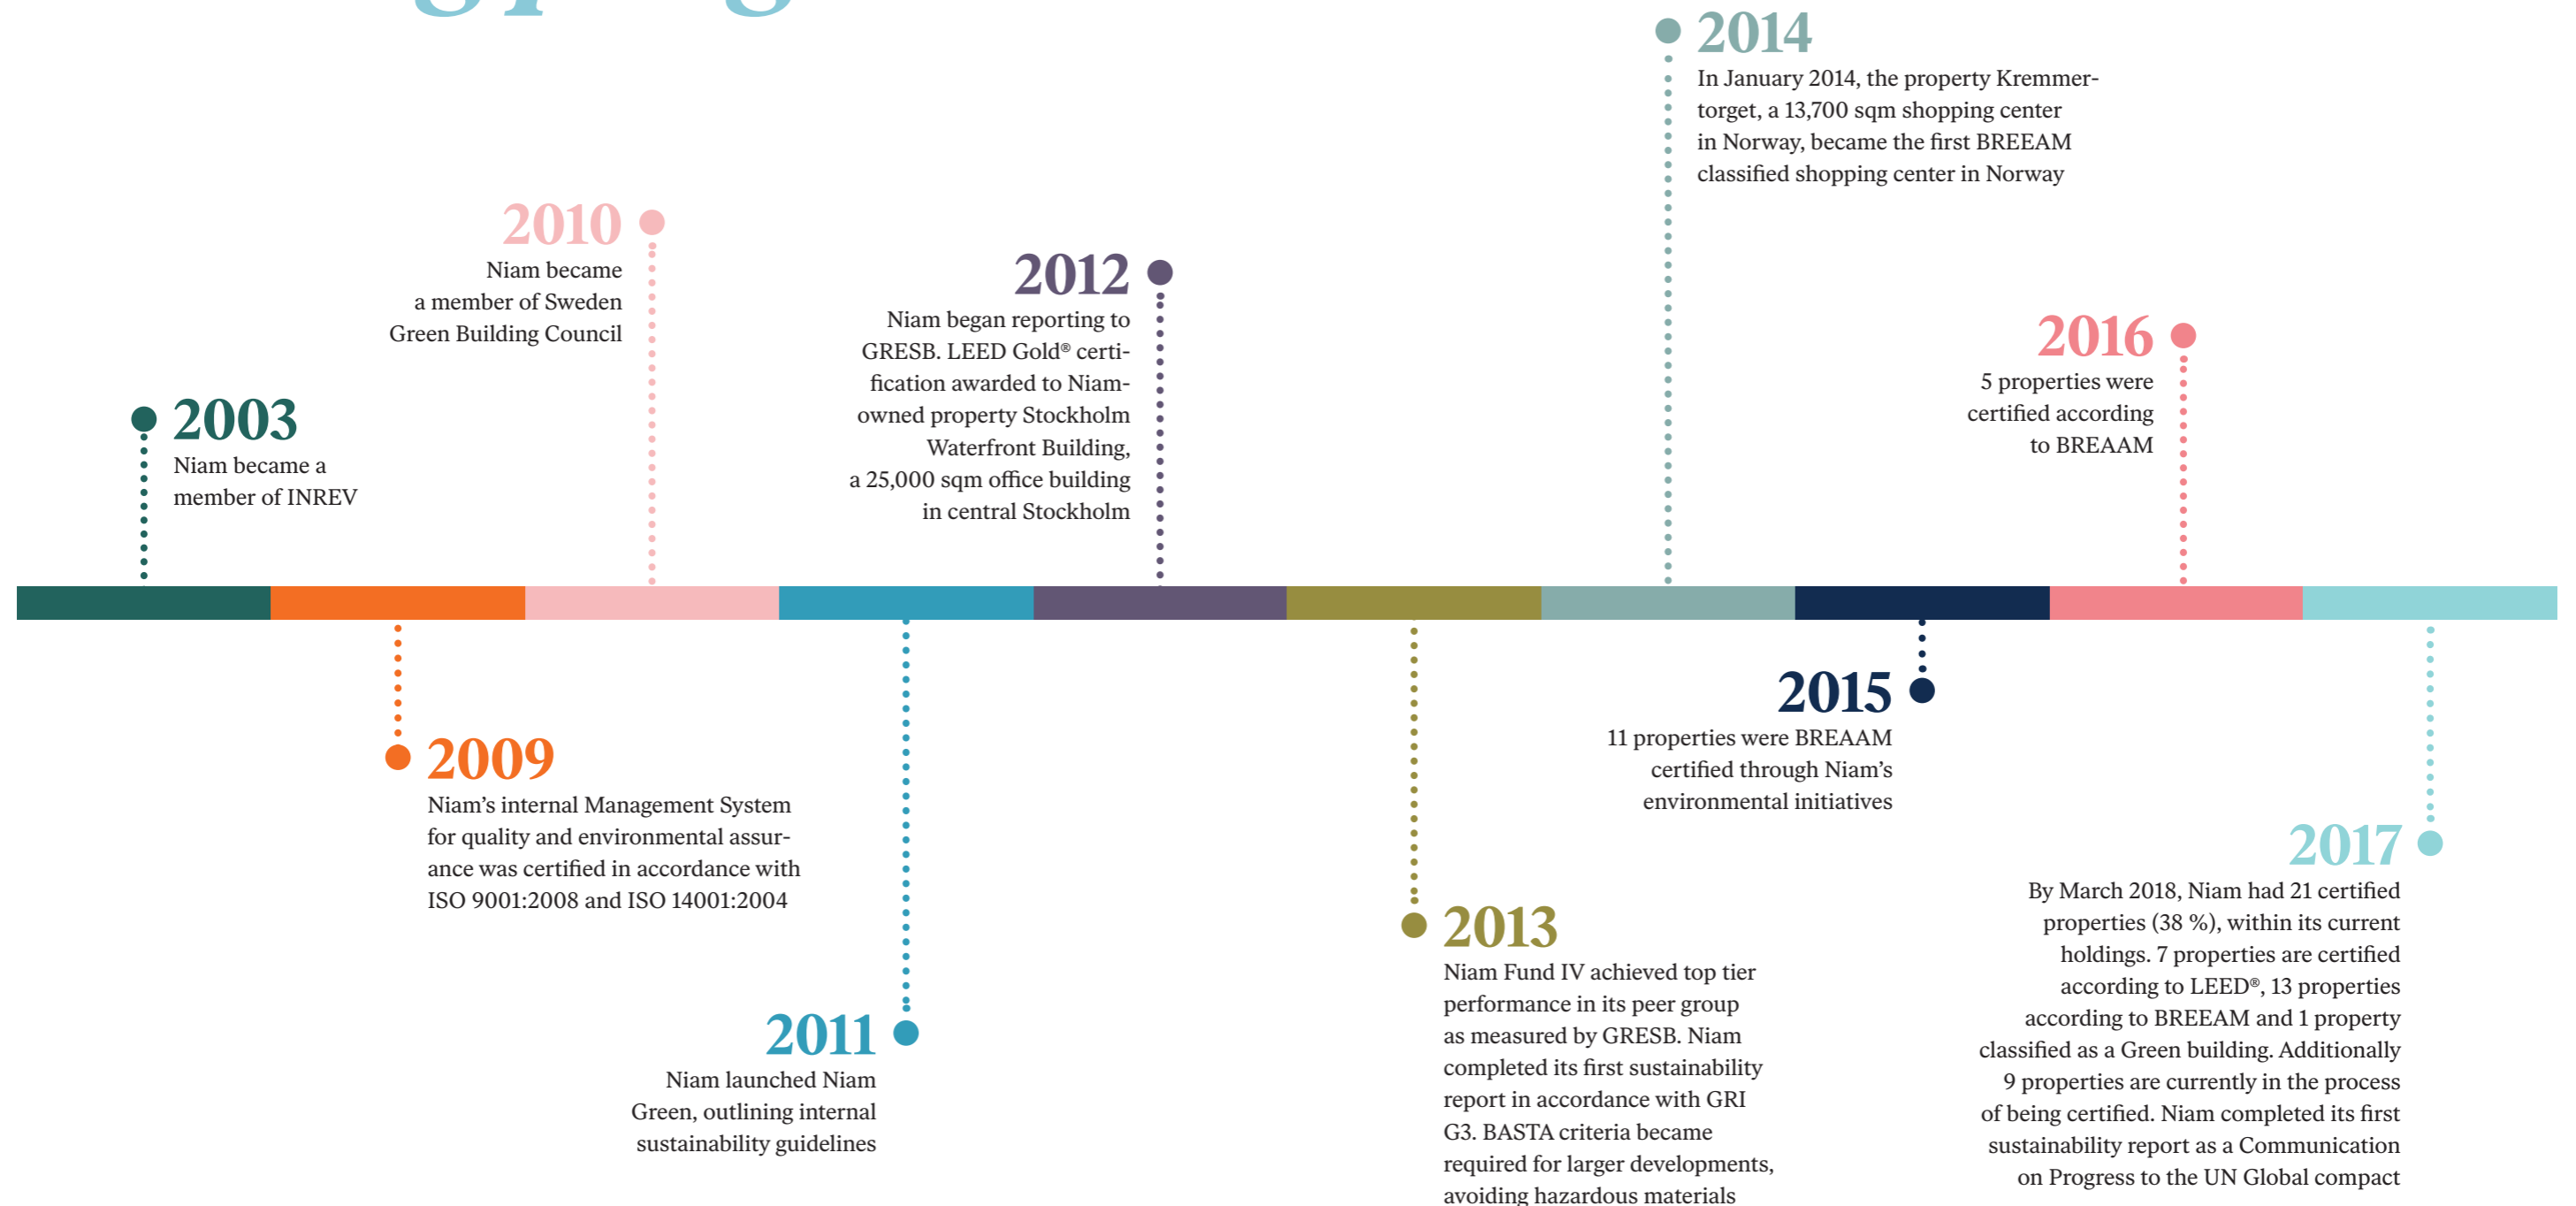 2003
Niam became a
member of INREV
2009
Niam’s internal Management System
for quality and environmental assur-
ance was certified in accordance with
ISO 9001:2008 and ISO 14001:2004
2010
Niam became
a member of Sweden
Green Building Council
2011
Niam launched Niam
Green, outlining internal
sustainability guidelines
2012
Niam began reporting to
GRESB. LEED Gold® certi-
fication awarded to Niam-
owned property Stockholm
Waterfront Building,
a 25,000 sqm office building
in central Stockholm
2013
Niam Fund IV achieved top tier
performance in its peer group
as measured by GRESB. Niam
completed its first sustainability
report in accordance with GRI
G3. BASTA criteria became
required for larger developments,
avoiding hazardous materials
2014
In January 2014, the property Kremmer-
torget, a 13,700 sqm shopping center
in Norway, became the first BREEAM
classified shopping center in Norway
2015
11 properties were BREAAM
certified through Niam’s
environmental initiatives
2016
5 properties were
certified according
to BREAAM
2017
By March 2018, Niam had 21 certified
properties (38 %), within its current
holdings. 7 properties are certified
according to LEED®, 13 properties
according to BREEAM and 1 property
classified as a Green building. Additionally
9 properties are currently in the process
of being certified. Niam completed its first
sustainability report as a Communication
on Progress to the UN Global compact